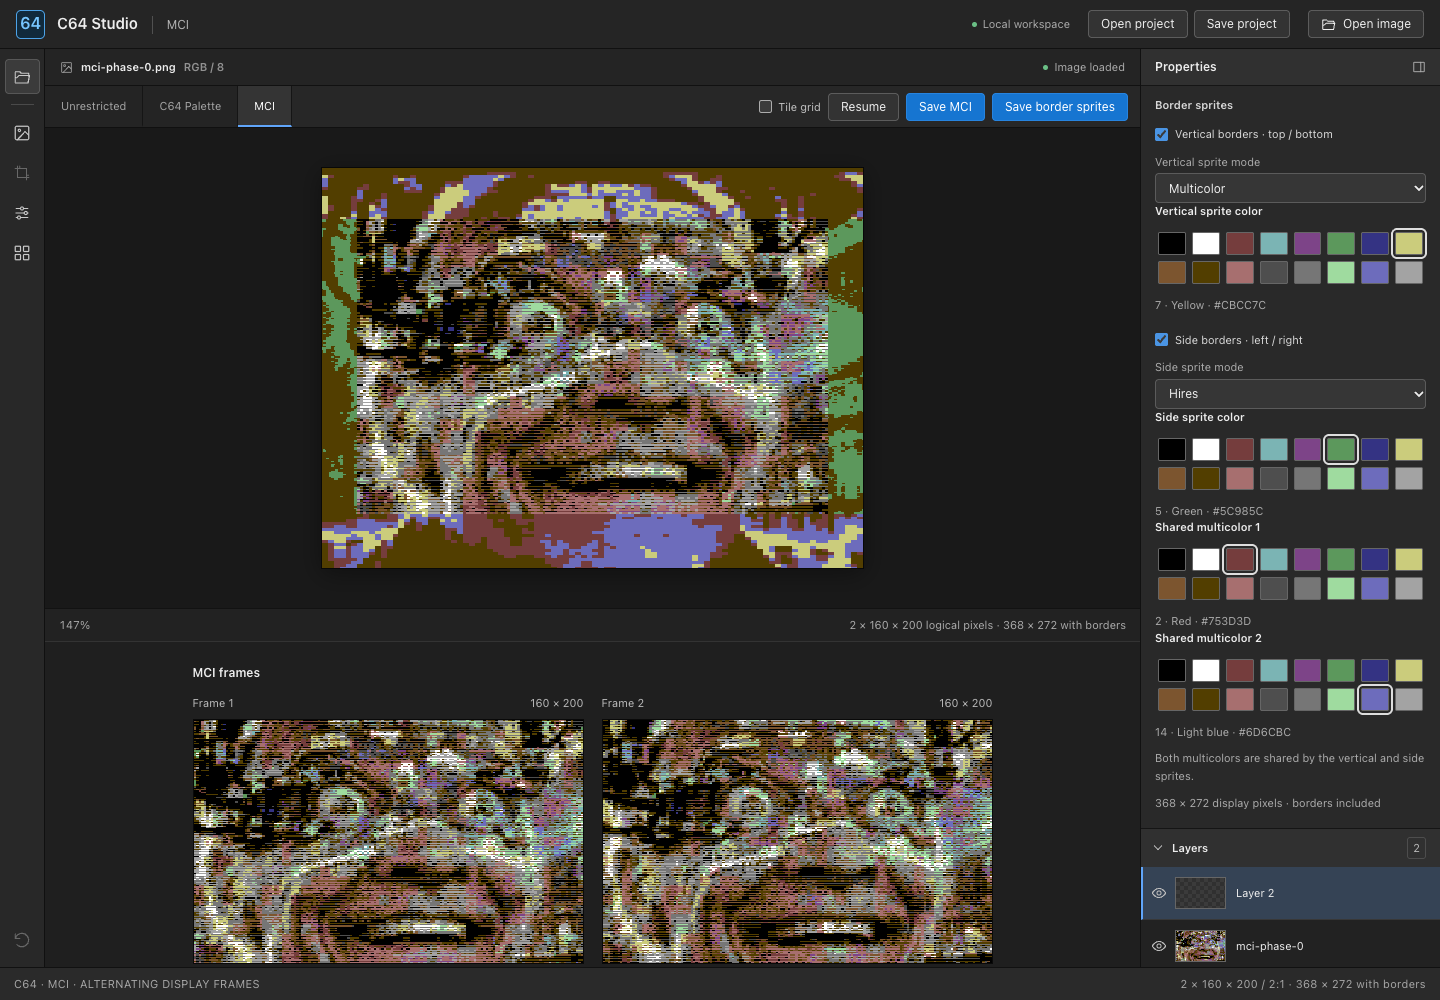 64 C64 Studio MCI
Local workspace Open project Save project Open image
mci-phase-0.png RGB / 8 Image loaded
Unrestricted C64 Palette MCI Tile grid Resume Save MCI Save border sprites
147% 2 × 160 × 200 logical pixels · 368 × 272 with borders
MCI frames
Frame 1 160 × 200 Frame 2 160 × 200
Properties
Border sprites
Vertical borders · top / bottom
Vertical sprite mode
Multicolor
Vertical sprite color
7 · Yellow · #CBCC7C
Side borders · left / right
Side sprite mode
Hires
Side sprite color
5 · Green · #5C985C
Shared multicolor 1
2 · Red · #753D3D
Shared multicolor 2
14 · Light blue · #6D6CBC
Both multicolors are shared by the vertical and side
sprites.
368 × 272 display pixels · borders included
Layers 2
Layer 2
mci-phase-0
C64 · MCI · ALTERNATING DISPLAY FRAMES 2 × 160 × 200 / 2:1 · 368 × 272 with borders